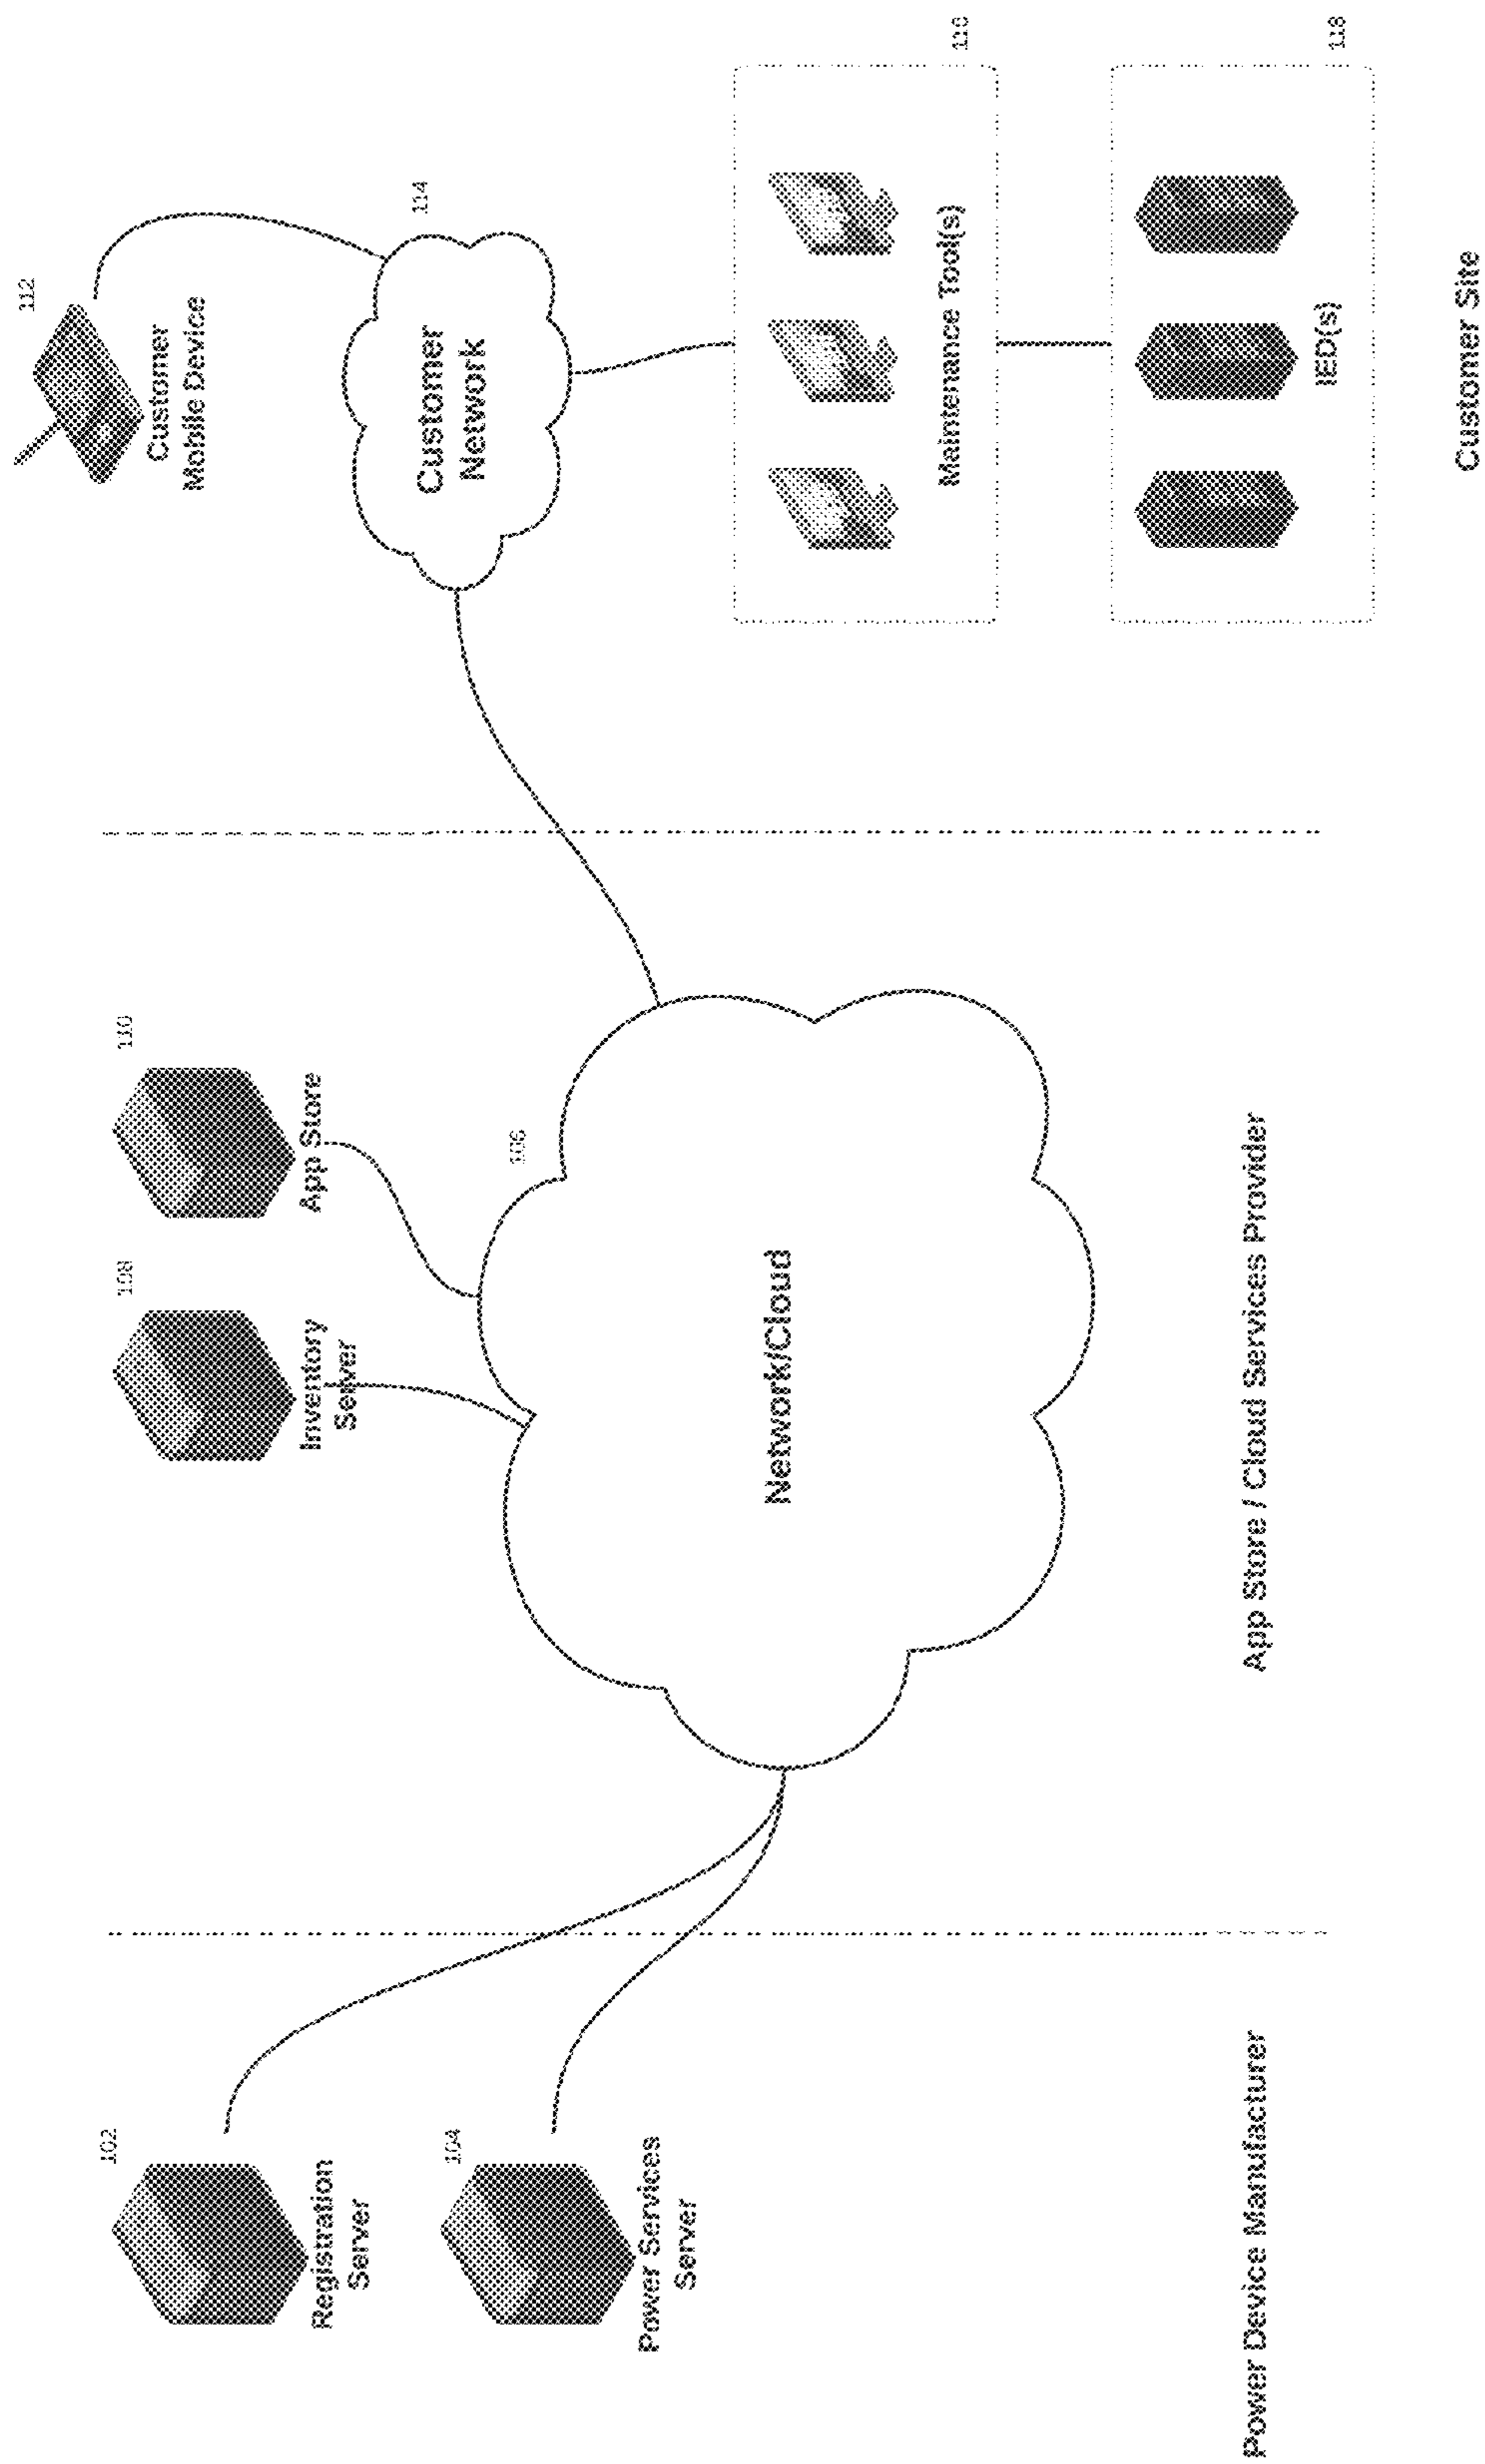 102
Registration
Server
104
Power Services
Server
Power Device Manufacturer
108
Inventory
Server
110
App Store
106
Network/Cloud
App Store / Cloud Services Provider
112
Customer
Mobile Device
114
Customer
Network
116
Maintenance Tool(s)
118
IED(s)
Customer Site